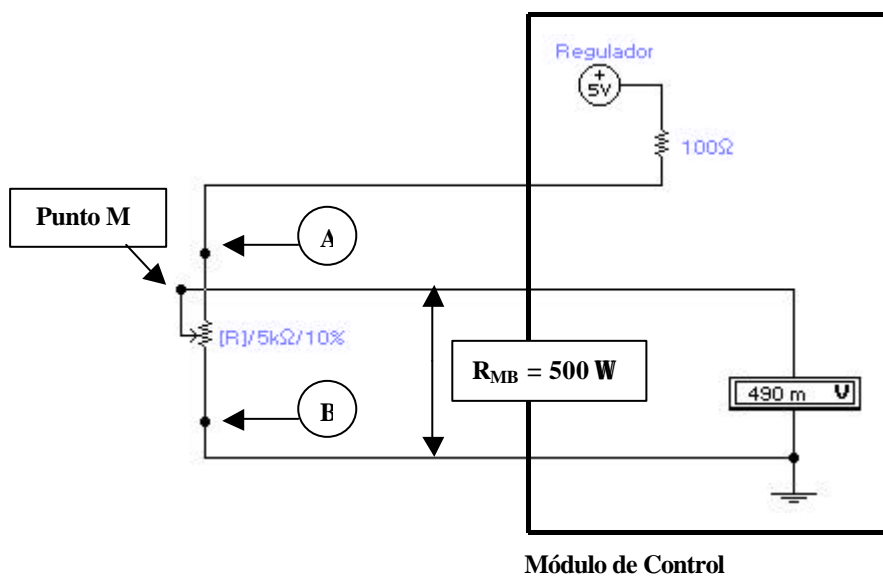 Regulador
+
5V
100Ω
Punto M
A
[R]/5kΩ/10%
R_MB = 500 W
490 m V
B
Módulo de Control